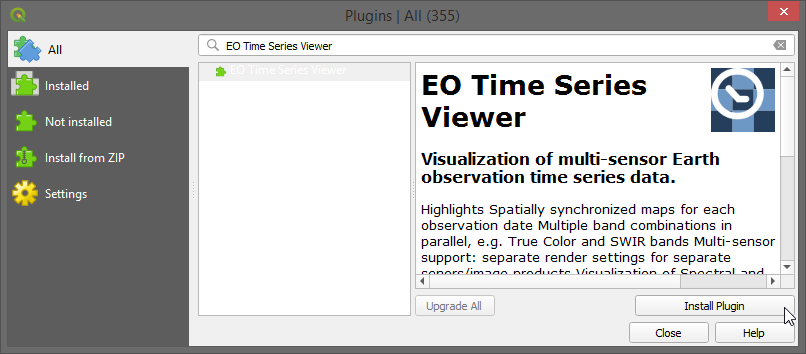 Plugins | All (355)
All
Installed
Not installed
Install from ZIP
Settings
EO Time Series Viewer
EO Time Series Viewer
EO Time Series
Viewer
Visualization of multi-sensor Earth
observation time series data.
Highlights Spatially synchronized maps for each
observation date Multiple band combinations in
parallel, e.g. True Color and SWIR bands Multi-sensor
support: separate render settings for separate
senors/image products Visualization of Spectral and
Upgrade All
Install Plugin
Close
Help